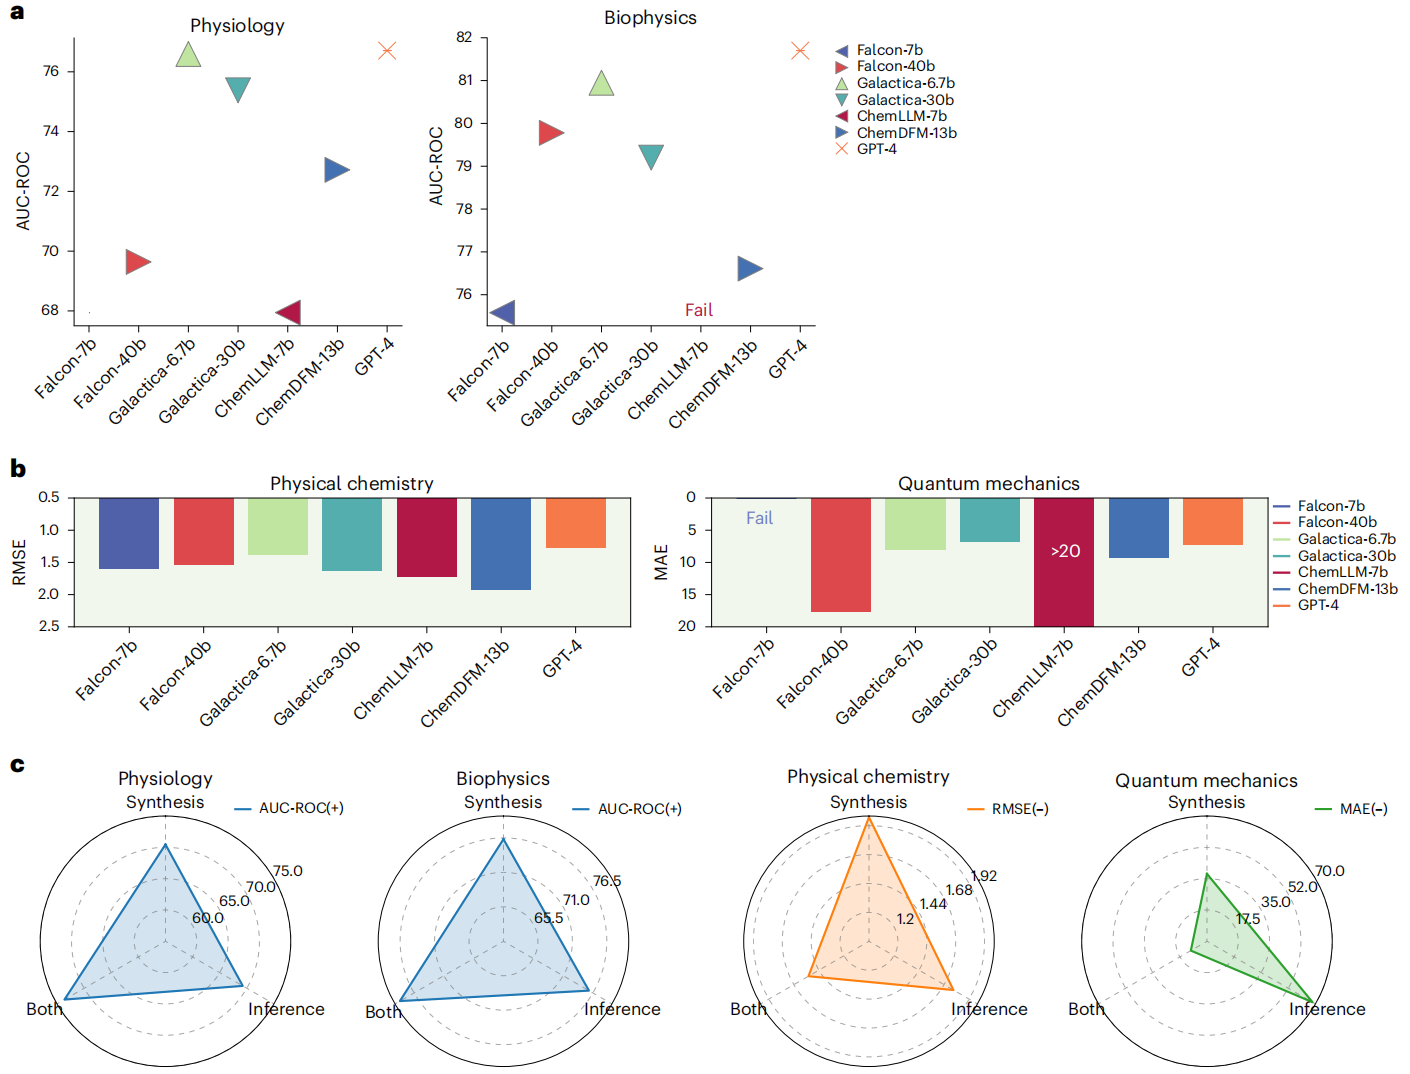 a
Physiology
AUC-ROC
76
74
72
70
68
Falcon-7b
Falcon-40b
Galactica-6.7b
Galactica-30b
ChemLLM-7b
ChemDFM-13b
GPT-4
Biophysics
AUC-ROC
82
81
80
79
78
77
76
Fail
Falcon-7b
Falcon-40b
Galactica-6.7b
Galactica-30b
ChemLLM-7b
ChemDFM-13b
GPT-4
Falcon-7b
Falcon-40b
Galactica-6.7b
Galactica-30b
ChemLLM-7b
ChemDFM-13b
GPT-4
b
Physical chemistry
RMSE
0.5
1.0
1.5
2.0
2.5
Falcon-7b
Falcon-40b
Galactica-6.7b
Galactica-30b
ChemLLM-7b
ChemDFM-13b
GPT-4
Quantum mechanics
MAE
0
5
10
15
20
Fail
>20
Falcon-7b
Falcon-40b
Galactica-6.7b
Galactica-30b
ChemLLM-7b
ChemDFM-13b
GPT-4
Falcon-7b
Falcon-40b
Galactica-6.7b
Galactica-30b
ChemLLM-7b
ChemDFM-13b
GPT-4
c
Physiology
Synthesis
AUC-ROC(+)
75.0
70.0
65.0
60.0
Both
Inference
Biophysics
Synthesis
AUC-ROC(+)
76.5
71.0
65.5
Both
Inference
Physical chemistry
Synthesis
RMSE(−)
1.92
1.68
1.44
1.2
Both
Inference
Quantum mechanics
Synthesis
MAE(−)
70.0
52.0
35.0
17.5
Both
Inference